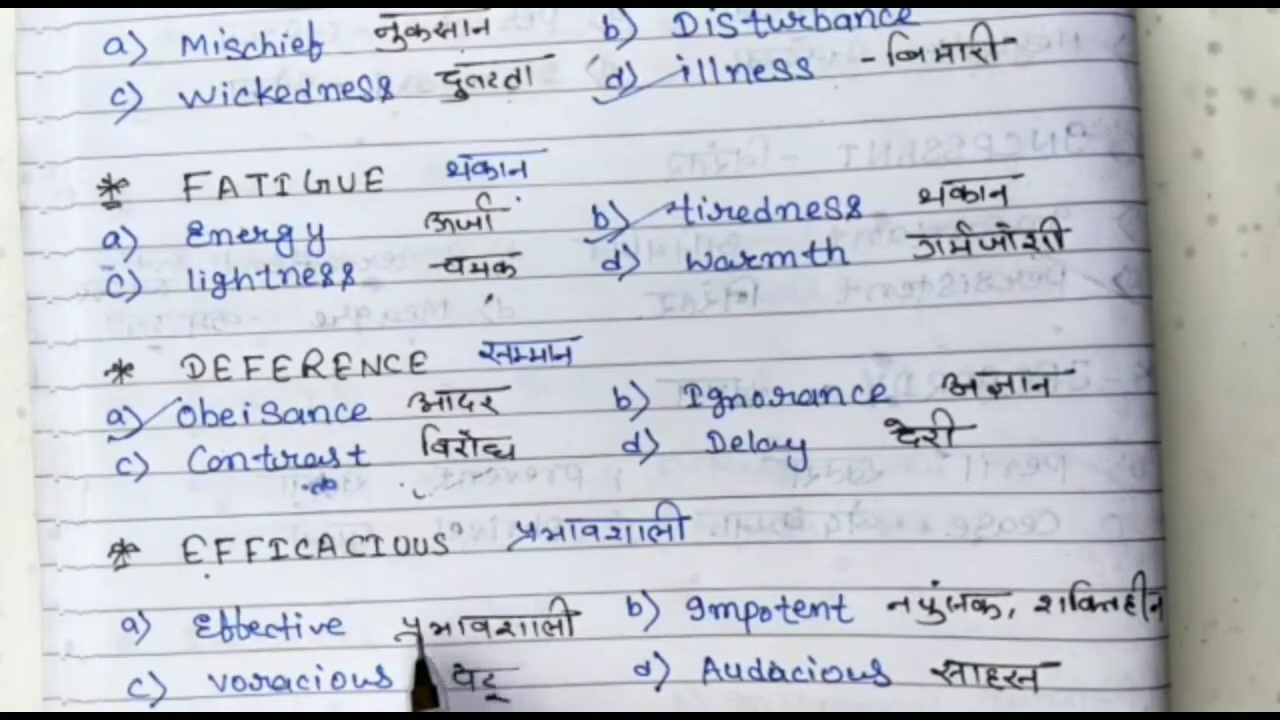 a) Mischief नुकसान b) Disturbance
c) wickedness दुतरता d) illness - बिमारी
* FATIGUE थकान
a) Energy ऊर्जा b) tiredness थकान
c) lightness चमक d) warmth गर्मजोशी
* DEFERENCE सम्मान
a) Obeisance आदर b) Ignorance अज्ञान
c) Contrast विरोध d) Delay देरी
* EFFICACIOUS प्रभावशाली
a) Effective प्रभावशाली b) Impotent नपुंसक, शक्तिहीन
c) voracious पेटू d) Audacious साहस